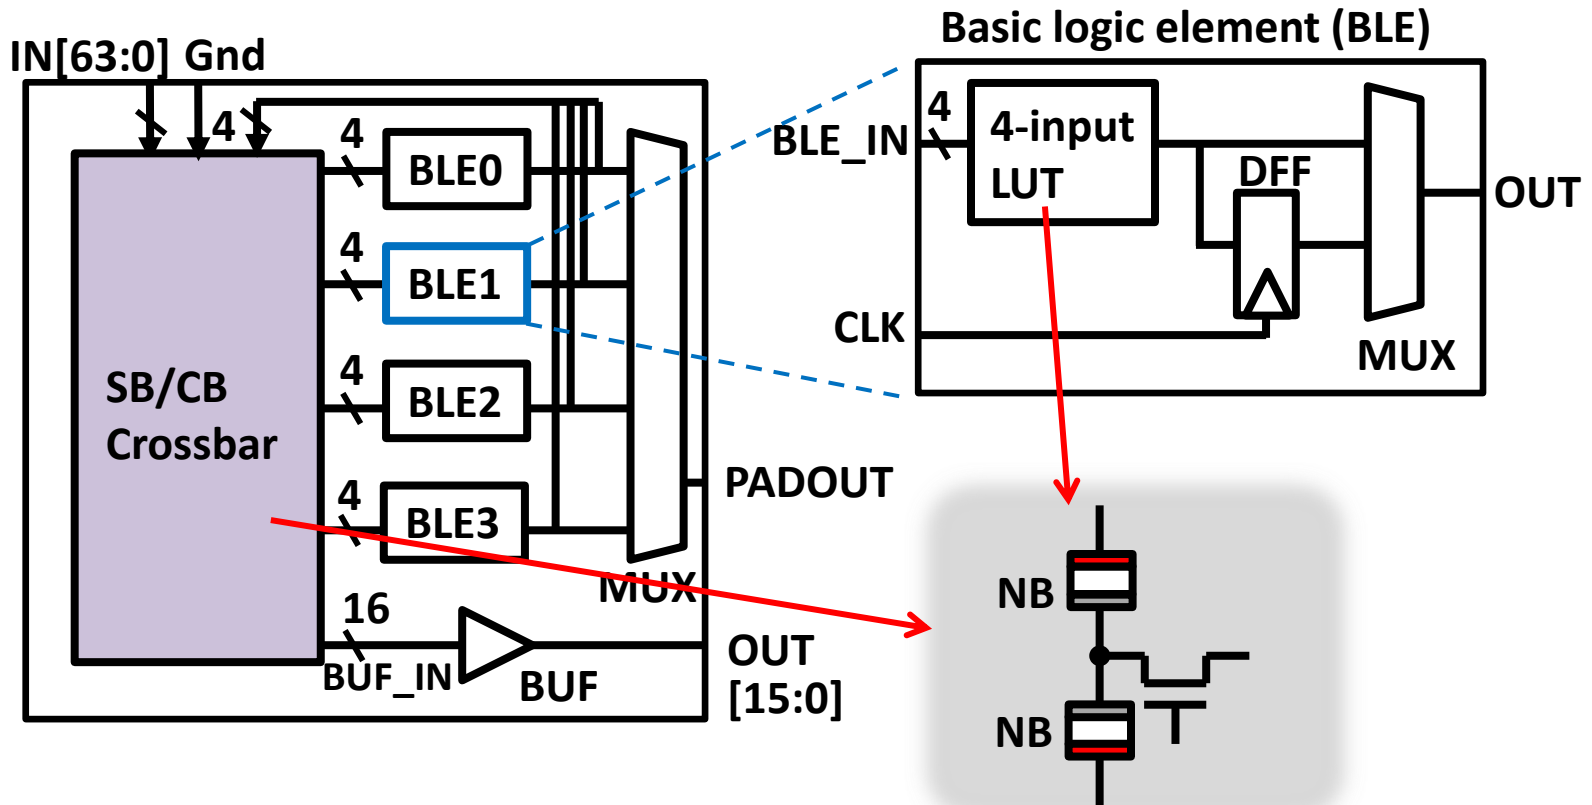 Basic logic element (BLE)
IN[63:0] Gnd
4
4
BLE0
4
BLE1
4
BLE2
4
BLE3
SB/CB
Crossbar
MUX
PADOUT
16
BUF_IN
BUF
OUT
[15:0]
4
BLE_IN
4-input
LUT
DFF
OUT
CLK
MUX
NB
NB